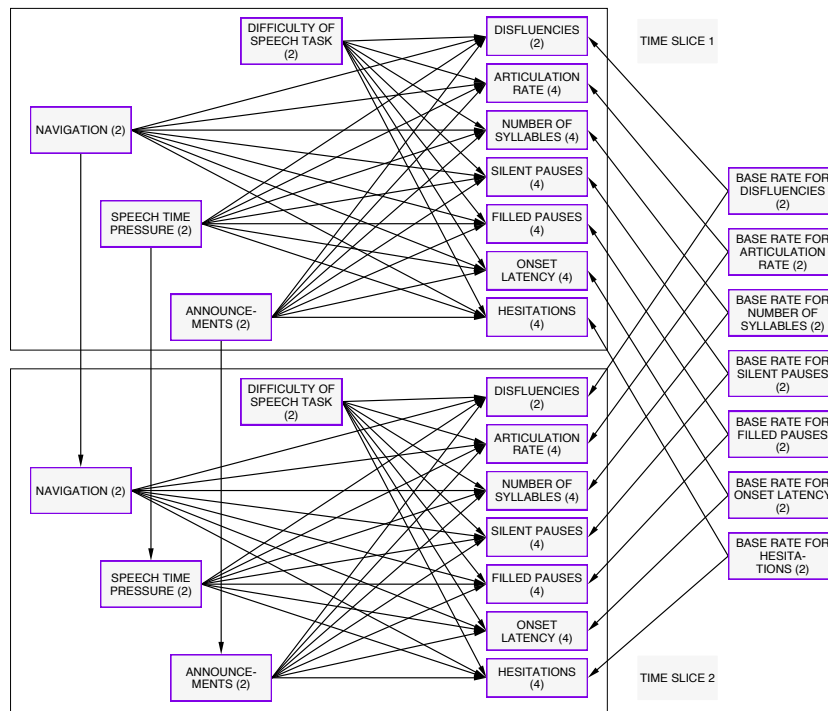 DIFFICULTY OF
SPEECH TASK
(2)
DISFLUENCIES
(2)
TIME SLICE 1
ARTICULATION
RATE (4)
NAVIGATION (2)
NUMBER OF
SYLLABLES (4)
SILENT PAUSES
(4)
SPEECH TIME
PRESSURE (2)
FILLED PAUSES
(4)
ONSET
LATENCY (4)
ANNOUNCE-
MENTS (2)
HESITATIONS
(4)
BASE RATE FOR
DISFLUENCIES
(2)
BASE RATE FOR
ARTICULATION
RATE (2)
BASE RATE FOR
NUMBER OF
SYLLABLES (2)
BASE RATE FOR
SILENT PAUSES
(2)
BASE RATE FOR
FILLED PAUSES
(2)
BASE RATE FOR
ONSET LATENCY
(2)
BASE RATE FOR
HESITA-
TIONS (2)
DIFFICULTY OF
SPEECH TASK
(2)
DISFLUENCIES
(2)
ARTICULATION
RATE (4)
NAVIGATION (2)
NUMBER OF
SYLLABLES (4)
SILENT PAUSES
(4)
SPEECH TIME
PRESSURE (2)
FILLED PAUSES
(4)
ONSET
LATENCY (4)
ANNOUNCE-
MENTS (2)
HESITATIONS
(4)
TIME SLICE 2